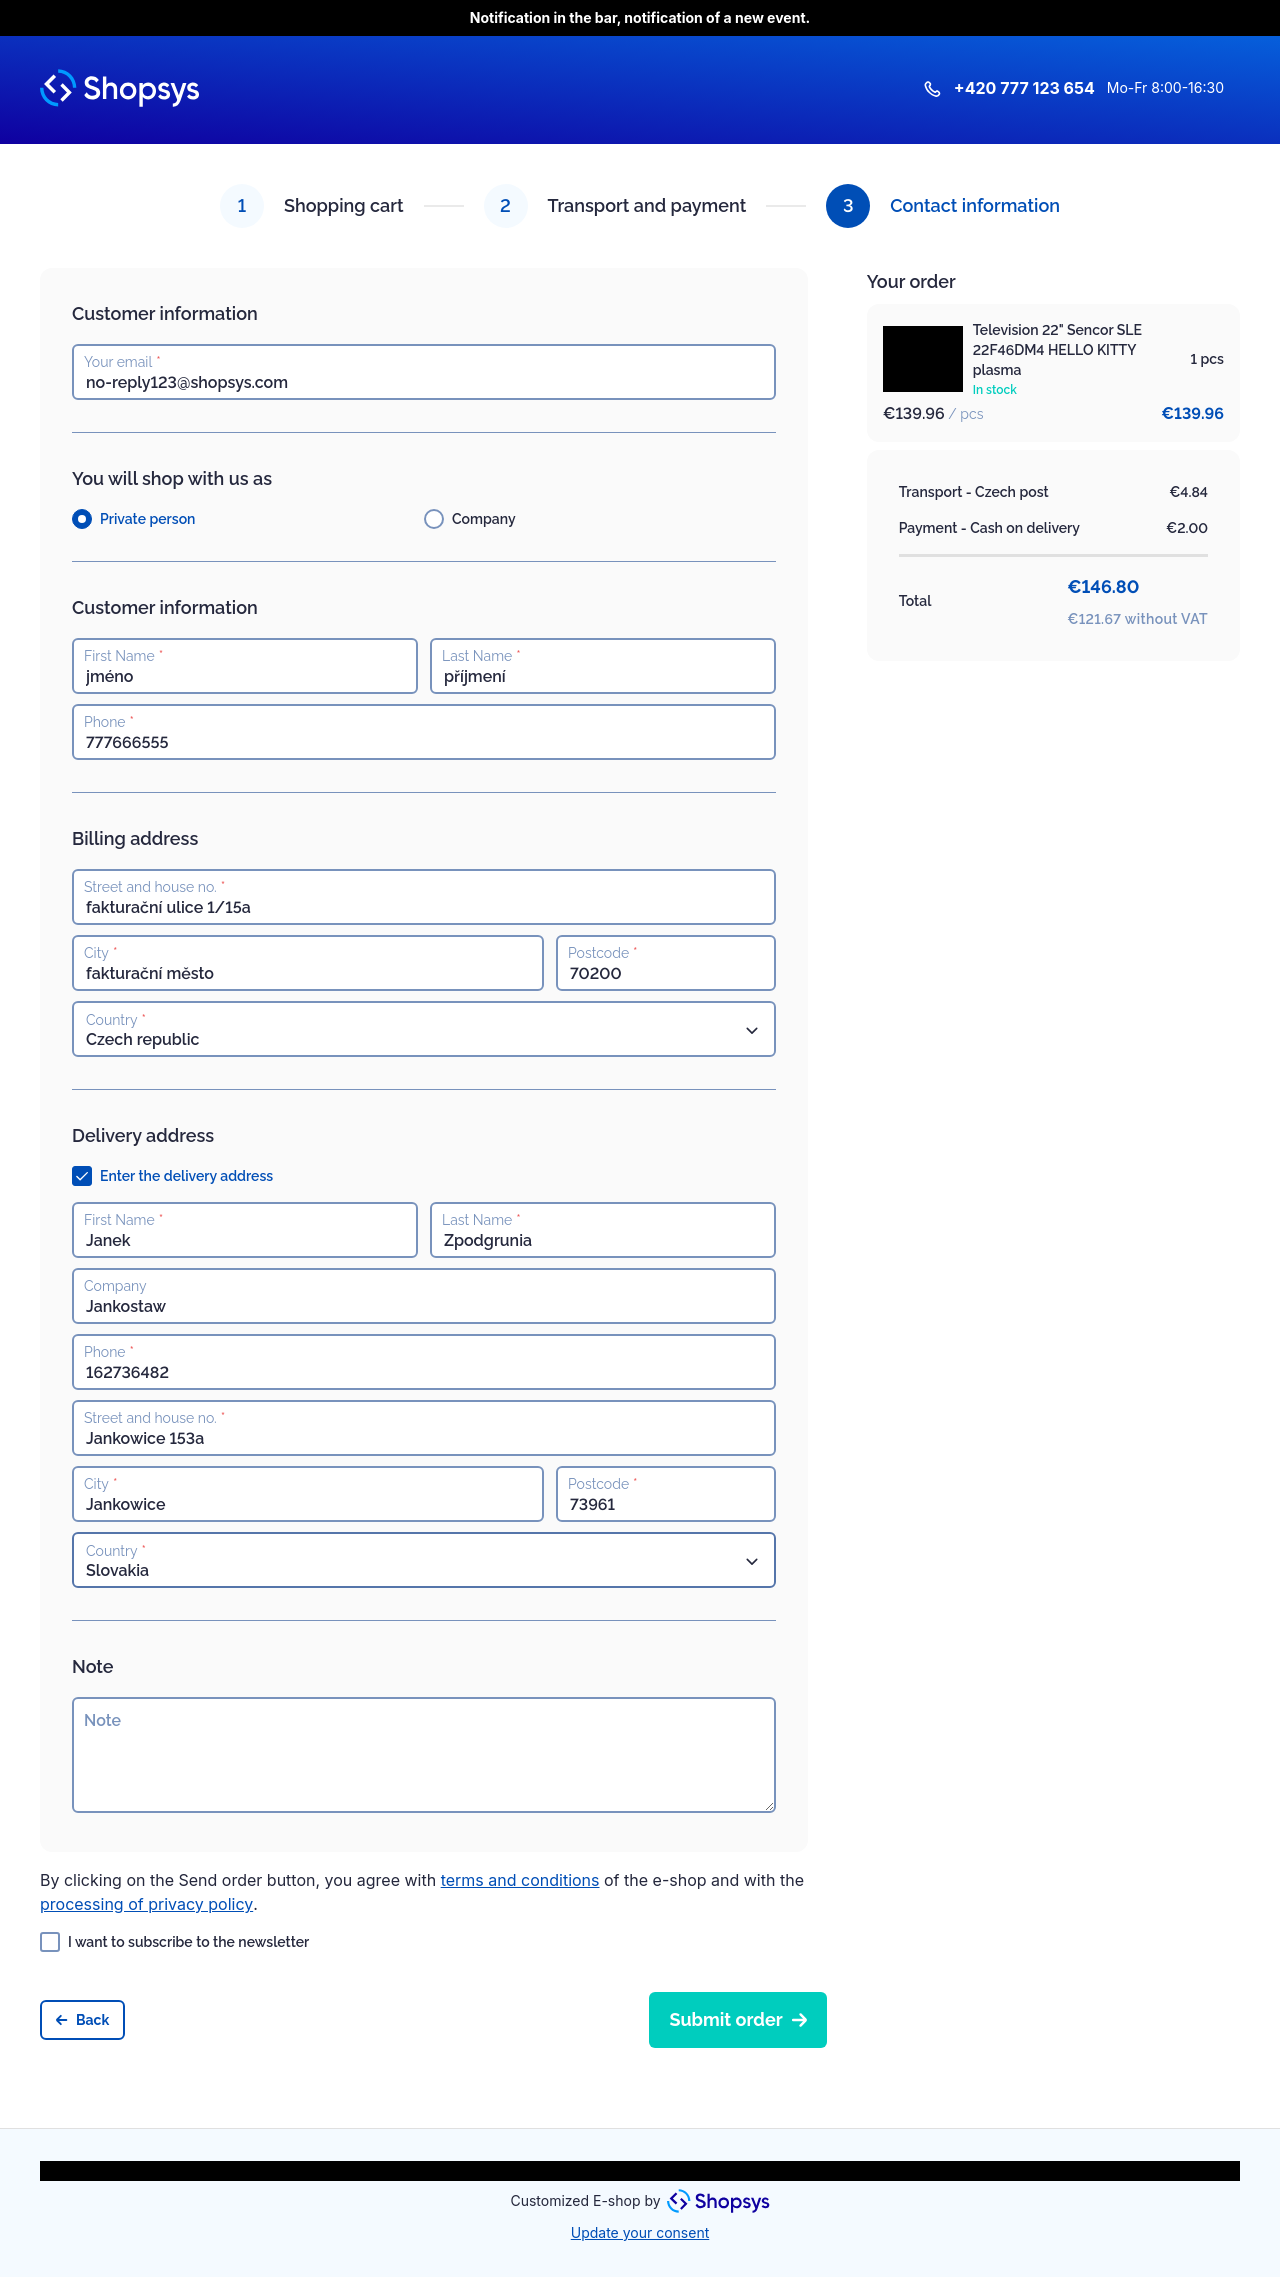 Notification in the bar, notification of a new event.
Shopsys
+420 777 123 654 Mo-Fr 8:00-16:30
1 Shopping cart 2 Transport and payment 3 Contact information
Customer information
Your email *
no-reply123@shopsys.com
You will shop with us as
Private person Company
Customer information
First Name * Last Name *
jméno příjmení
Phone *
777666555
Billing address
Street and house no. *
fakturační ulice 1/15a
City * Postcode *
fakturační město 70200
Country *
Czech republic
Delivery address
Enter the delivery address
First Name * Last Name *
Janek Zpodgrunia
Company
Jankostaw
Phone *
162736482
Street and house no. *
Jankowice 153a
City * Postcode *
Jankowice 73961
Country *
Slovakia
Note
Note
By clicking on the Send order button, you agree with terms and conditions of the e-shop and with the
processing of privacy policy.
I want to subscribe to the newsletter
Back Submit order
Your order
Television 22" Sencor SLE
22F46DM4 HELLO KITTY
plasma
1 pcs
In stock
€139.96 / pcs €139.96
Transport - Czech post €4.84
Payment - Cash on delivery €2.00
Total €146.80
€121.67 without VAT
Customized E-shop by Shopsys
Update your consent